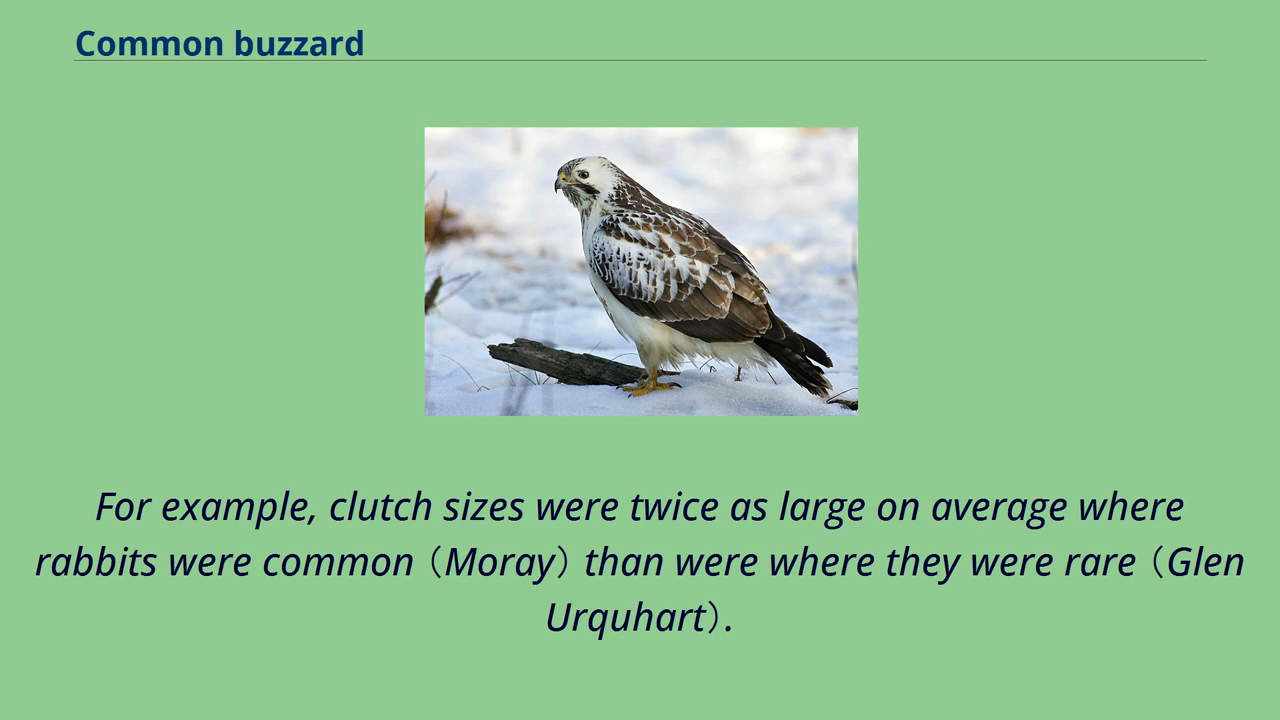 Common buzzard
For example, clutch sizes were twice as large on average where
rabbits were common（Moray）than were where they were rare（Glen
Urquhart）.